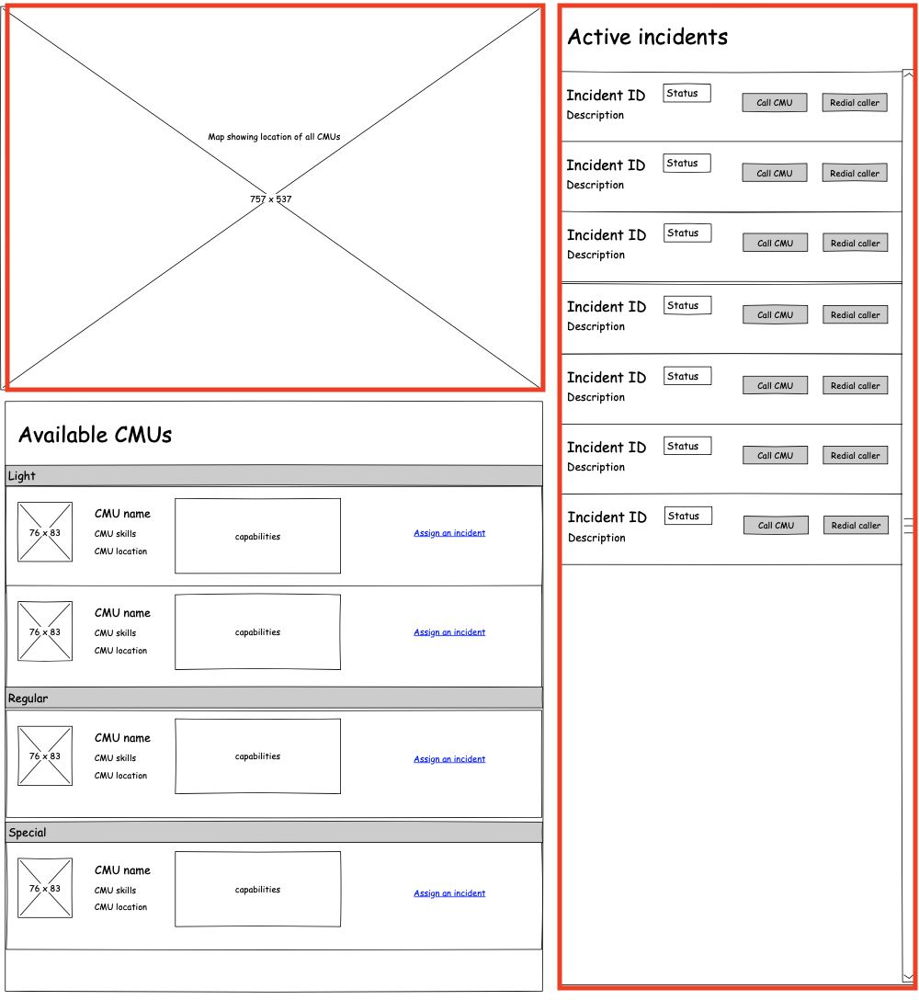 Map showing location of all CMUs
757 x 537
Available CMUs
Light
76 x 83
CMU name
CMU skills
CMU location
capabilities
Assign an incident
76 x 83
CMU name
CMU skills
CMU location
capabilities
Assign an incident
Regular
76 x 83
CMU name
CMU skills
CMU location
capabilities
Assign an incident
Special
76 x 83
CMU name
CMU skills
CMU location
capabilities
Assign an incident
Active incidents
Incident ID Status Call CMU Redial caller
Description
Incident ID Status Call CMU Redial caller
Description
Incident ID Status Call CMU Redial caller
Description
Incident ID Status Call CMU Redial caller
Description
Incident ID Status Call CMU Redial caller
Description
Incident ID Status Call CMU Redial caller
Description
Incident ID Status Call CMU Redial caller
Description